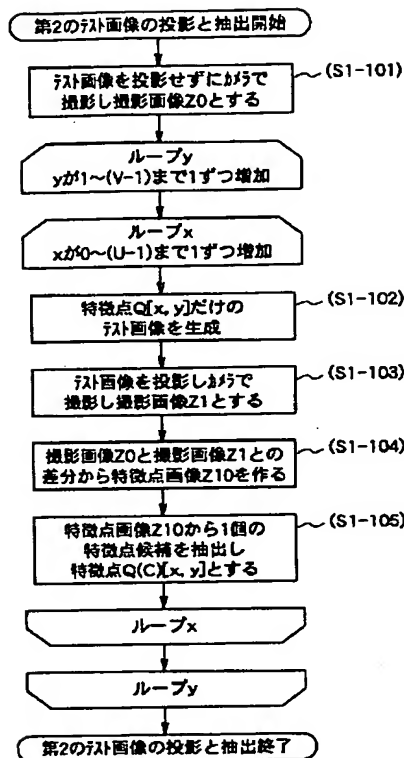 第2のテスト画像の投影と抽出開始
テスト画像を投影せずにカメラで
撮影し撮影画像Z0とする
(S1-101)
ループy
yが1～(V-1)まで1ずつ増加
ループx
xが0～(U-1)まで1ずつ増加
特徴点Q[x, y]だけの
テスト画像を生成
(S1-102)
テスト画像を投影しカメラで
撮影し撮影画像Z1とする
(S1-103)
撮影画像Z0と撮影画像Z1との
差分から特徴点画像Z10を作る
(S1-104)
特徴点画像Z10から1個の
特徴点候補を抽出し
特徴点Q(C)[x, y]とする
(S1-105)
ループx
ループy
第2のテスト画像の投影と抽出終了